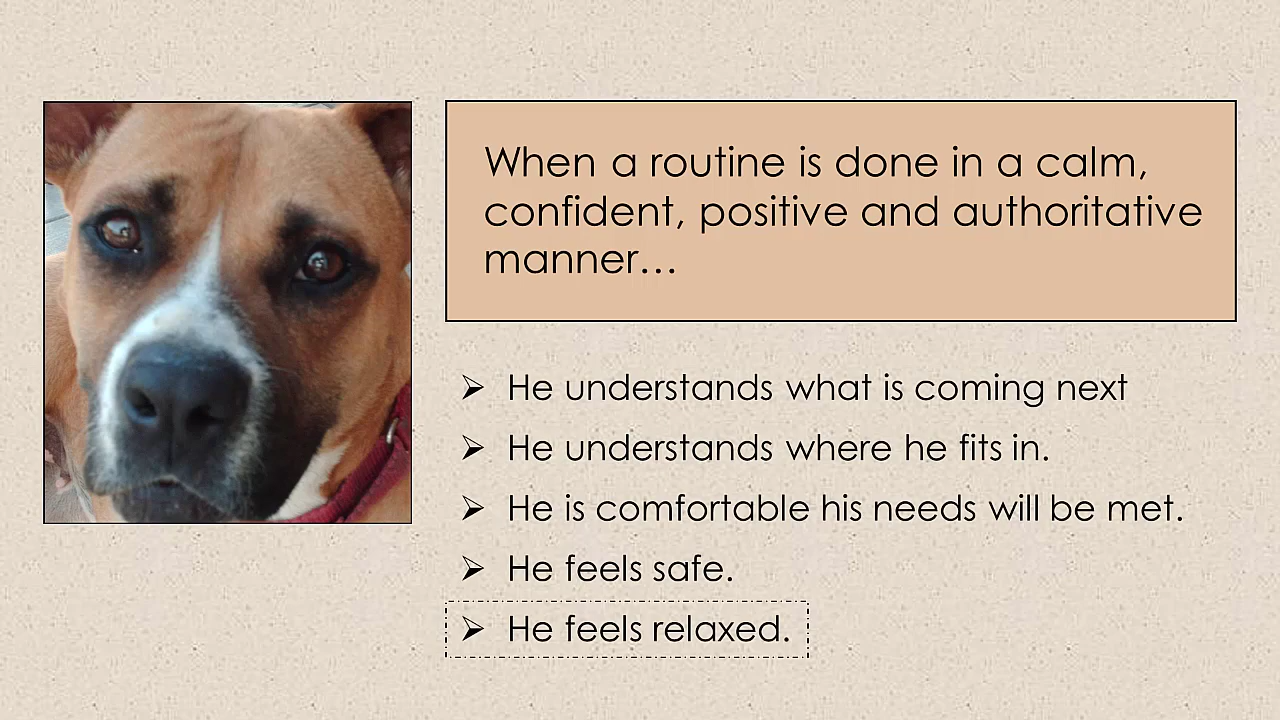 When a routine is done in a calm,
confident, positive and authoritative
manner…
➢ He understands what is coming next
➢ He understands where he fits in.
➢ He is comfortable his needs will be met.
➢ He feels safe.
➢ He feels relaxed.